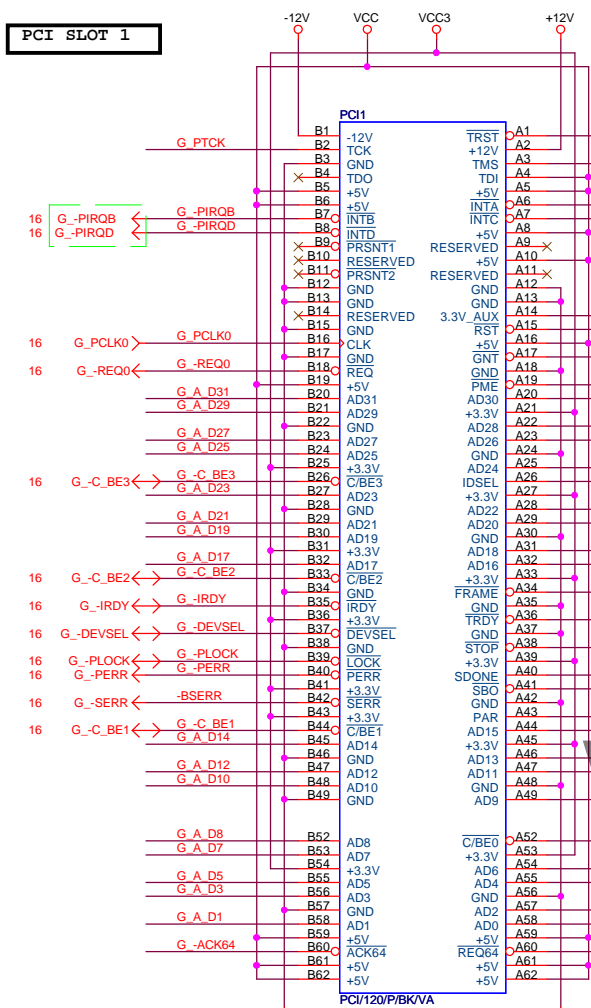 PCI SLOT 1
-12V VCC VCC3 +12V
PCI1
B1 -12V TRST A1
G_PTCK B2 TCK +12V A2
B3 GND TMS A3
B4 TDO TDI A4
B5 +5V +5V A5
B6 +5V INTA A6
16 G_-PIRQB G_-PIRQB B7 INTB INTC A7
16 G_-PIRQD G_-PIRQD B8 INTD +5V A8
B9 PRSNT1 RESERVED A9
B10 RESERVED +5V A10
B11 PRSNT2 RESERVED A11
B12 GND GND A12
B13 GND GND A13
B14 RESERVED 3.3V_AUX A14
B15 GND RST A15
16 G_PCLK0 G_PCLK0 B16 CLK +5V A16
B17 GND GNT A17
16 G_-REQ0 G_-REQ0 B18 REQ GND A18
B19 +5V PME A19
G_A_D31 B20 AD31 AD30 A20
G_A_D29 B21 AD29 +3.3V A21
B22 GND AD28 A22
G_A_D27 B23 AD27 AD26 A23
G_A_D25 B24 AD25 GND A24
B25 +3.3V AD24 A25
16 G_-C_BE3 G_-C_BE3 B26 C/BE3 IDSEL A26
G_A_D23 B27 AD23 +3.3V A27
B28 GND AD22 A28
G_A_D21 B29 AD21 AD20 A29
G_A_D19 B30 AD19 GND A30
B31 +3.3V AD18 A31
G_A_D17 B32 AD17 AD16 A32
16 G_-C_BE2 G_-C_BE2 B33 C/BE2 +3.3V A33
B34 GND FRAME A34
16 G_-IRDY G_-IRDY B35 IRDY GND A35
B36 +3.3V TRDY A36
16 G_-DEVSEL G_-DEVSEL B37 DEVSEL GND A37
B38 GND STOP A38
16 G_-PLOCK G_-PLOCK B39 LOCK +3.3V A39
16 G_-PERR G_-PERR B40 PERR SDONE A40
B41 +3.3V SBO A41
16 G_-SERR -BSERR B42 SERR GND A42
B43 +3.3V PAR A43
16 G_-C_BE1 G_-C_BE1 B44 C/BE1 AD15 A44
G_A_D14 B45 AD14 +3.3V A45
B46 GND AD13 A46
G_A_D12 B47 AD12 AD11 A47
G_A_D10 B48 AD10 GND A48
B49 GND AD9 A49
G_A_D8 B52 AD8 C/BE0 A52
G_A_D7 B53 AD7 +3.3V A53
B54 +3.3V AD6 A54
G_A_D5 B55 AD5 AD4 A55
G_A_D3 B56 AD3 GND A56
B57 GND AD2 A57
G_A_D1 B58 AD1 AD0 A58
B59 +5V +5V A59
G_-ACK64 B60 ACK64 REQ64 A60
B61 +5V +5V A61
B62 +5V +5V A62
PCI/120/P/BK/VA